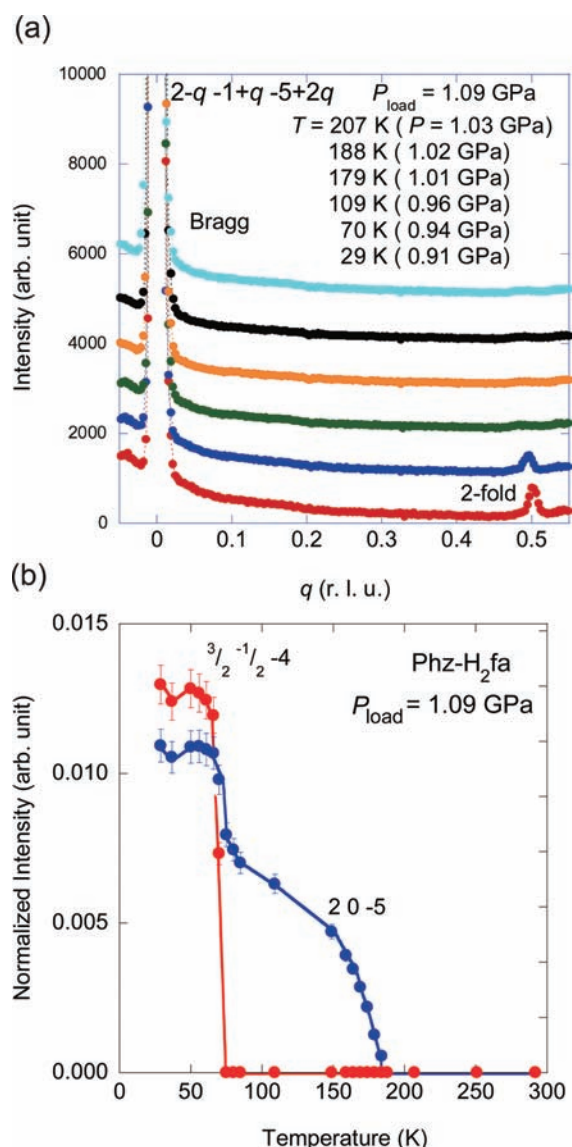 (a)
10000
8000
6000
4000
2000
0
Intensity (arb. unit)
2-q -1+q -5+2q P_load = 1.09 GPa
T = 207 K ( P = 1.03 GPa)
188 K ( 1.02 GPa)
179 K ( 1.01 GPa)
109 K ( 0.96 GPa)
70 K ( 0.94 GPa)
29 K ( 0.91 GPa)
Bragg
2-fold
0 0.1 0.2 0.3 0.4 0.5
q (r. l. u.)
(b)
0.015
0.010
0.005
0.000
Normalized Intensity (arb. unit)
3/2 -1/2 -4
Phz-H₂fa
P_load = 1.09 GPa
2 0 -5
0 50 100 150 200 250 300
Temperature (K)